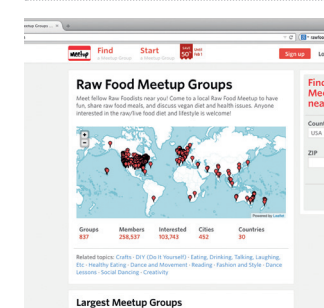 Meetup Groups
Meetup
Find
a Meetup Group
Start
a Meetup Group
50%
Sign up
Raw Food Meetup Groups
Meet fellow Raw Foodists near you! Come to a local Raw Food Meetup to have
fun, share raw food meals, and discuss vegan diet and health issues. Anyone
interested in the raw/live food diet and lifestyle is welcome!
+
-
Powered by Leaflet
Groups Members Interested Cities Countries
837 258,537 103,743 452 30
Related topics: Crafts · DIY (Do It Yourself) · Eating, Drinking, Talking, Laughing,
Etc · Healthy Eating · Dance and Movement · Reading · Fashion and Style · Dance
Lessons · Social Dancing · Creativity
Largest Meetup Groups
Find
Mee
nea
Count
USA
ZIP